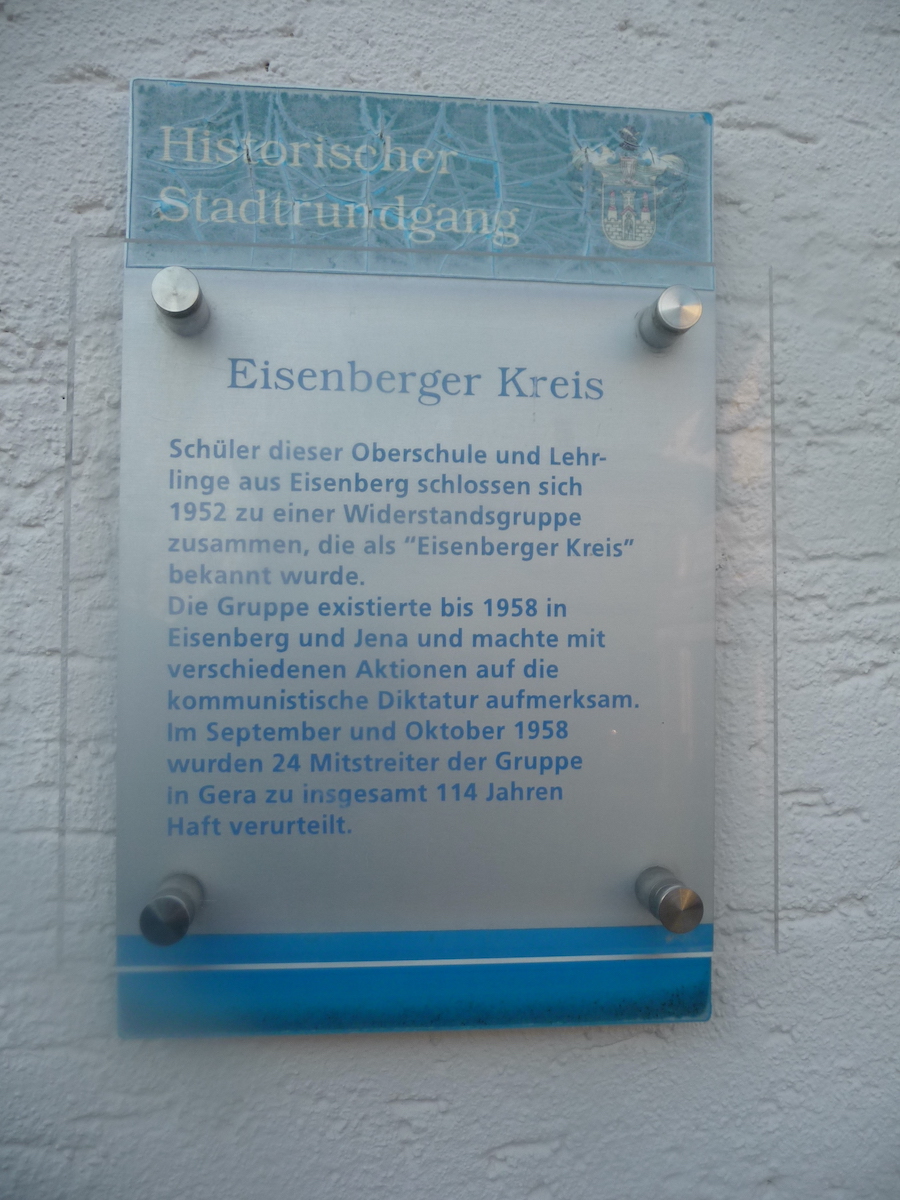 Historischer
Stadtrundgang
Eisenberger Kreis
Schüler dieser Oberschule und Lehr-
linge aus Eisenberg schlossen sich
1952 zu einer Widerstandsgruppe
zusammen, die als “Eisenberger Kreis”
bekannt wurde.
Die Gruppe existierte bis 1958 in
Eisenberg und Jena und machte mit
verschiedenen Aktionen auf die
kommunistische Diktatur aufmerksam.
Im September und Oktober 1958
wurden 24 Mitstreiter der Gruppe
in Gera zu insgesamt 114 Jahren
Haft verurteilt.